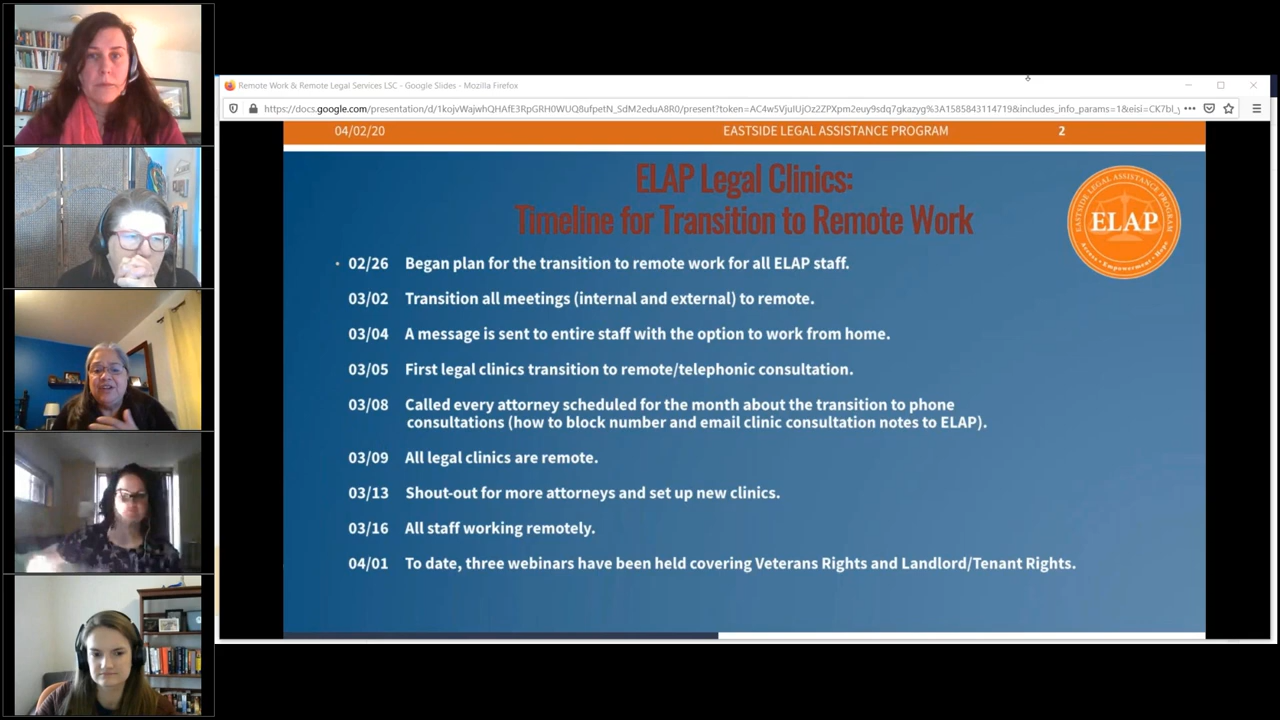 Remote Work & Remote Legal Services LSC - Google Slides - Mozilla Firefox
04/02/20 EASTSIDE LEGAL ASSISTANCE PROGRAM 2
ELAP Legal Clinics:
Timeline for Transition to Remote Work
EASTSIDE LEGAL ASSISTANCE PROGRAM
ELAP
Access • Empowerment • Hope
• 02/26 Began plan for the transition to remote work for all ELAP staff.
03/02 Transition all meetings (internal and external) to remote.
03/04 A message is sent to entire staff with the option to work from home.
03/05 First legal clinics transition to remote/telephonic consultation.
03/08 Called every attorney scheduled for the month about the transition to phone
consultations (how to block number and email clinic consultation notes to ELAP).
03/09 All legal clinics are remote.
03/13 Shout-out for more attorneys and set up new clinics.
03/16 All staff working remotely.
04/01 To date, three webinars have been held covering Veterans Rights and Landlord/Tenant Rights.